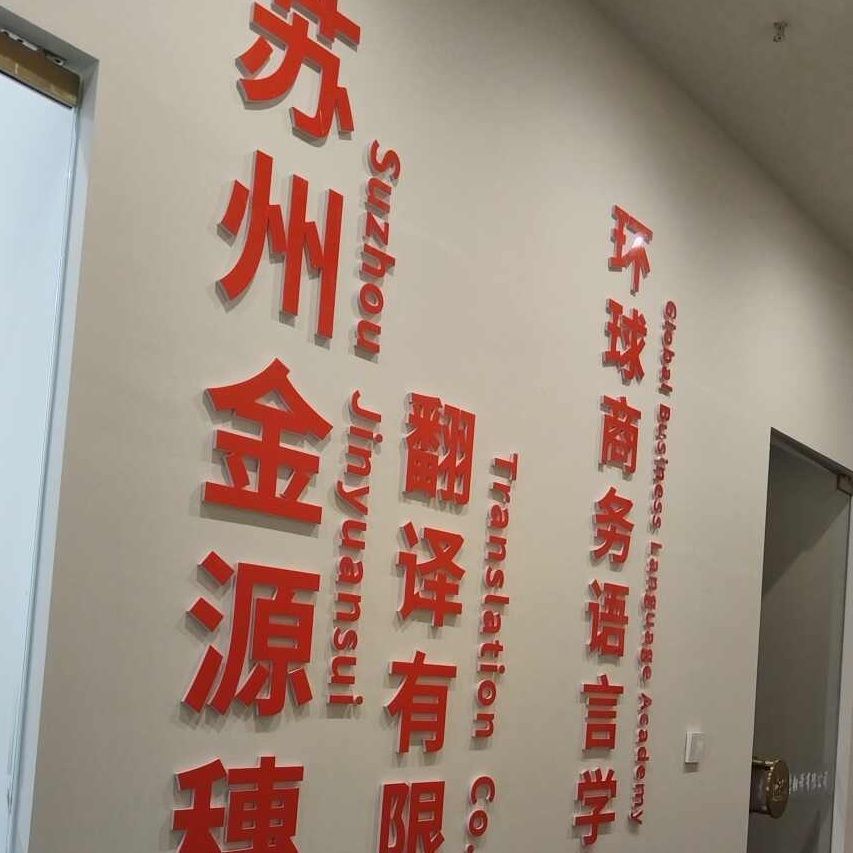 苏州金源穗
Suzhou Jinyuansui
翻译有限
Translation Co.
环球商务语言学
Global Business Language Academy